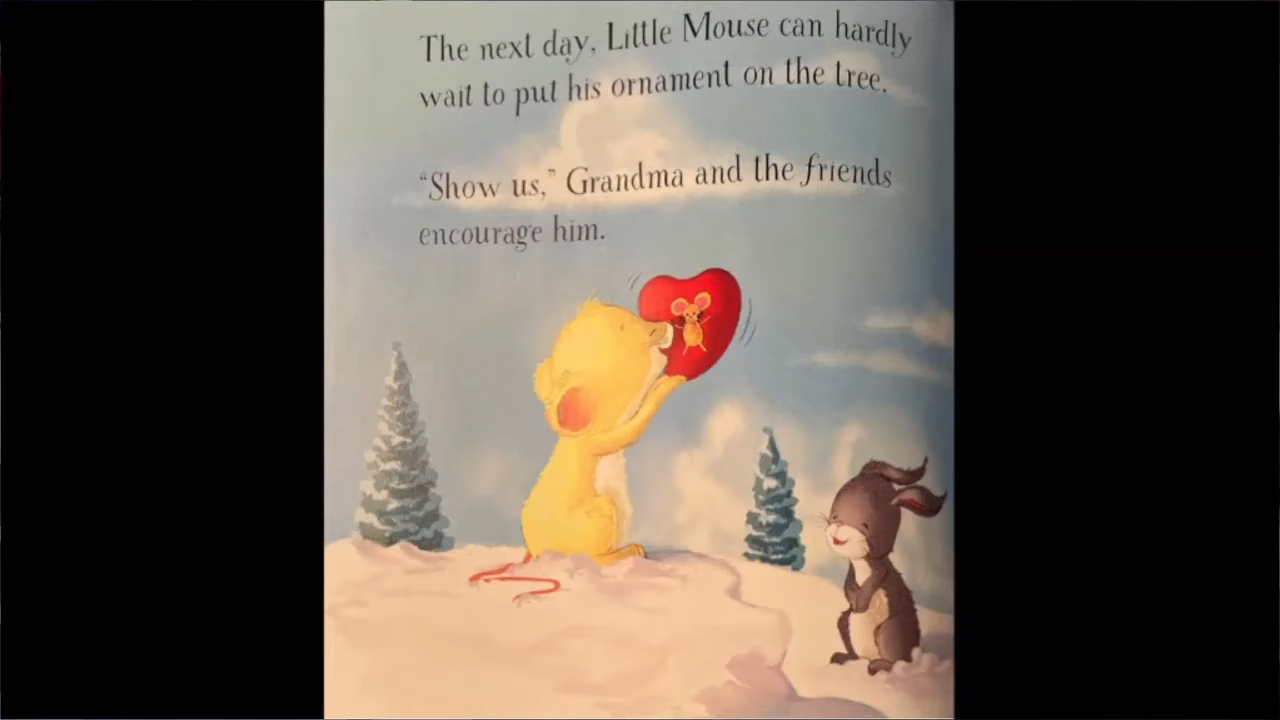 The next day, Little Mouse can hardly
wait to put his ornament on the tree.
“Show us,” Grandma and the friends
encourage him.